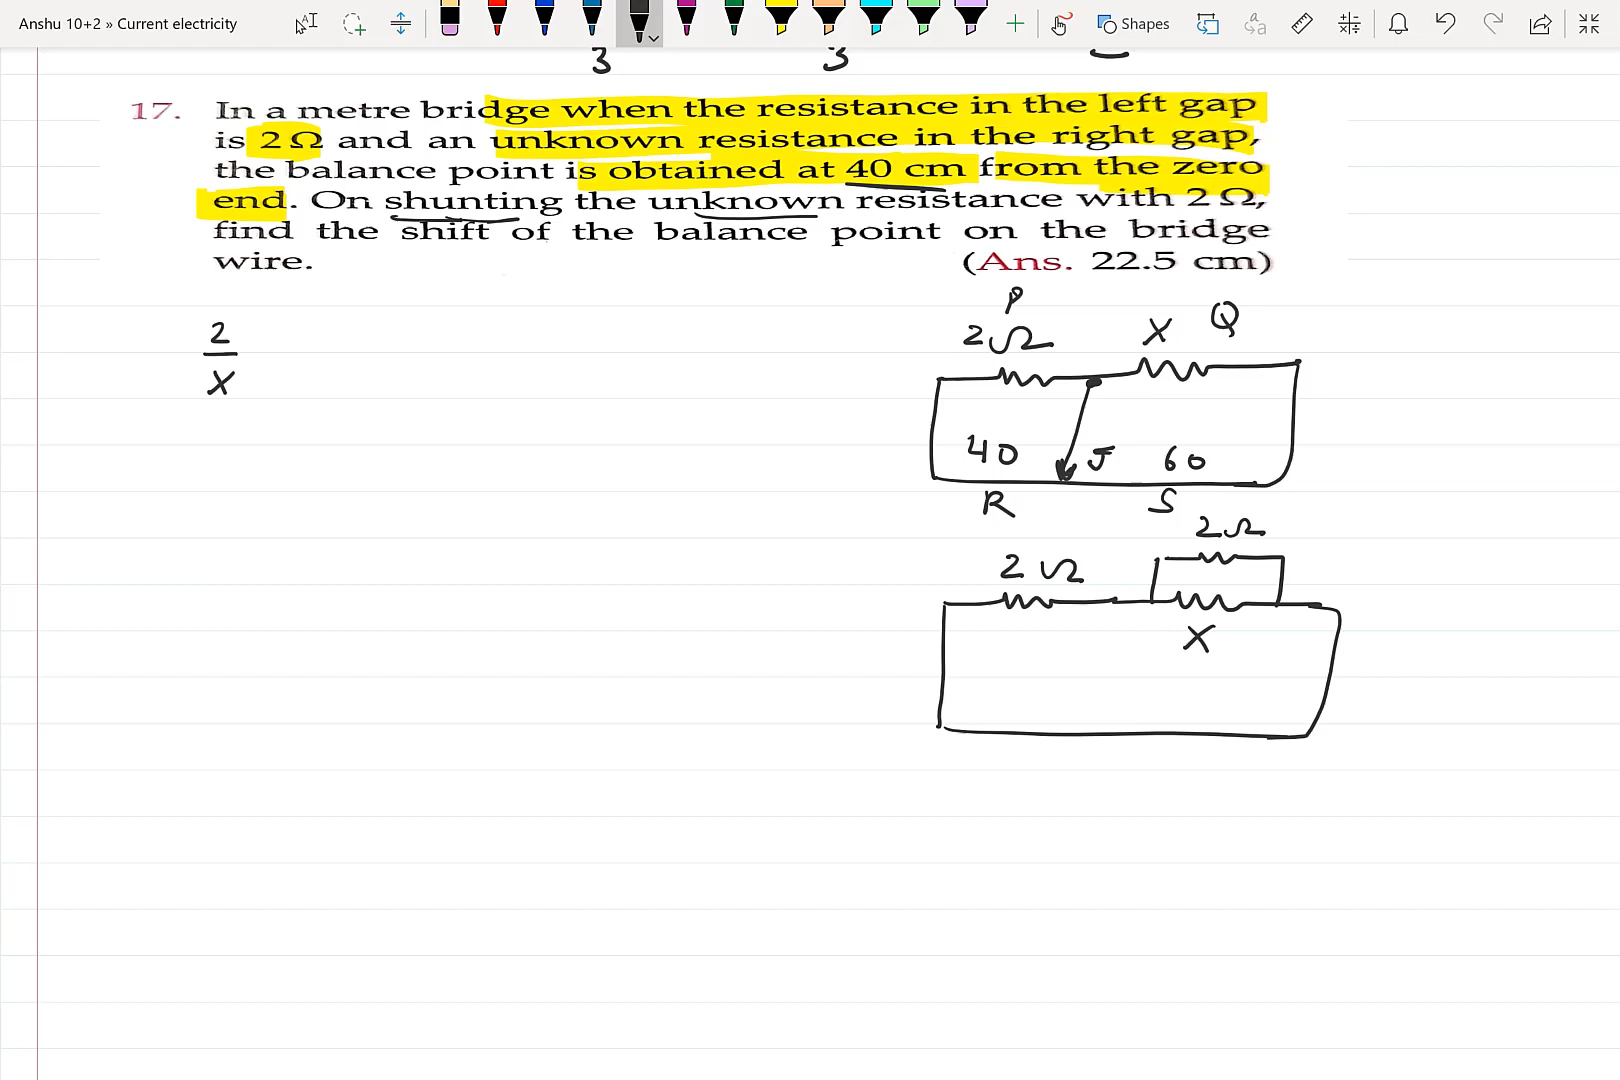 Anshu 10+2 » Current electricity
Shapes
3 3
17. In a metre bridge when the resistance in the left gap
is 2 Ω and an unknown resistance in the right gap,
the balance point is obtained at 40 cm from the zero
end. On shunting the unknown resistance with 2 Ω,
find the shift of the balance point on the bridge
wire. (Ans. 22.5 cm)
P
2Ω X Q
2
X
40 J 60
R S
2Ω
2Ω
X